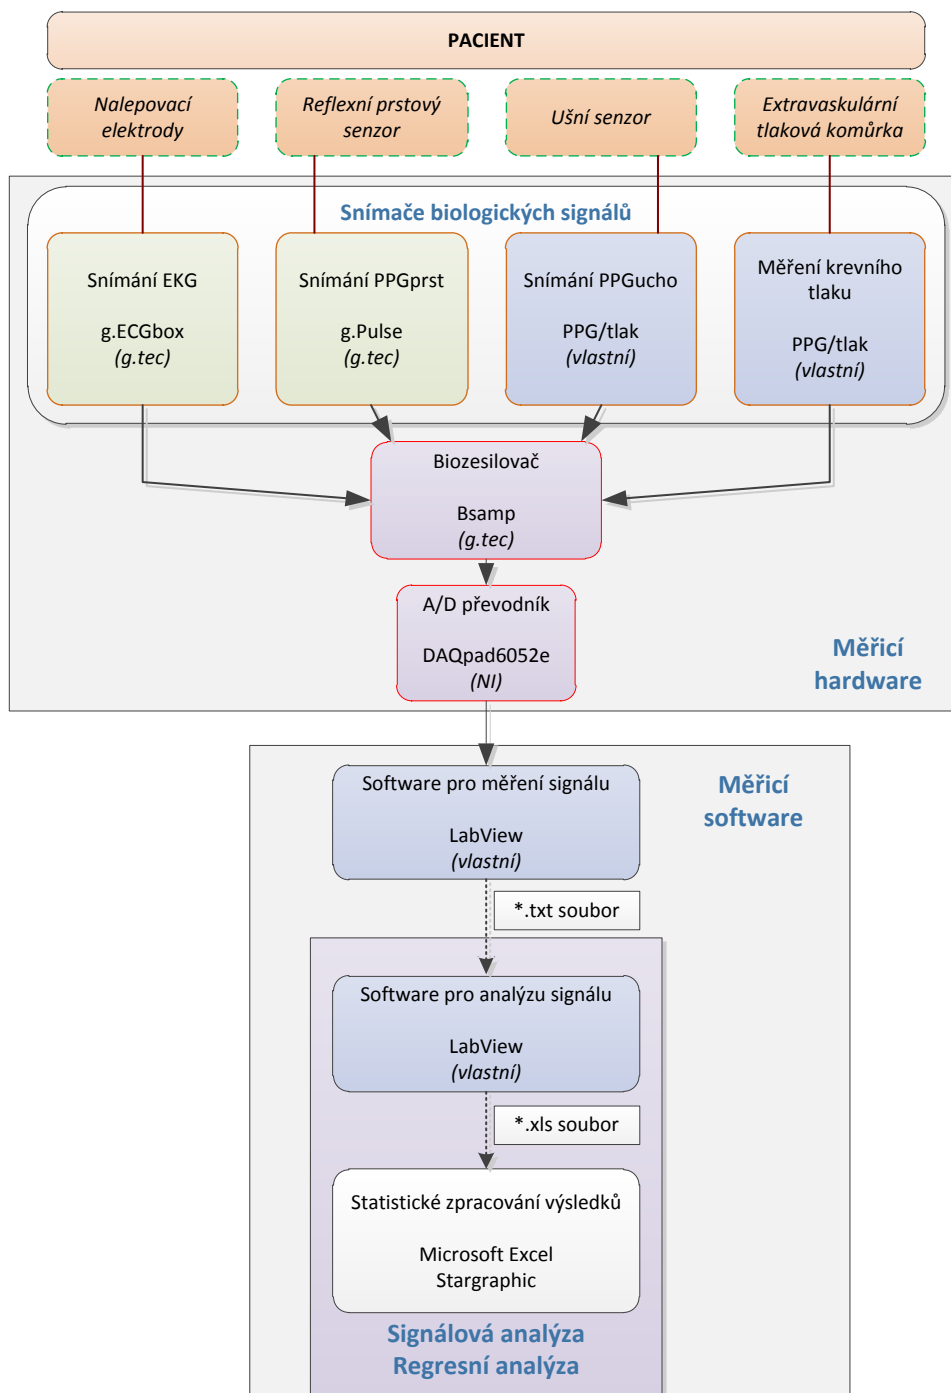 PACIENT
Nalepovací
elektrody
Reflexní prstový
senzor
Ušní senzor
Extravaskulární
tlaková komůrka
Snímače biologických signálů
Snímání EKG
g.ECGbox
(g.tec)
Snímání PPGprst
g.Pulse
(g.tec)
Snímání PPGucho
PPG/tlak
(vlastní)
Měření krevního
tlaku
PPG/tlak
(vlastní)
Biozesilovač
Bsamp
(g.tec)
A/D převodník
DAQpad6052e
(NI)
Měřicí
hardware
Software pro měření signálu
LabView
(vlastní)
Měřicí
software
*.txt soubor
Software pro analýzu signálu
LabView
(vlastní)
*.xls soubor
Statistické zpracování výsledků
Microsoft Excel
Stargraphic
Signálová analýza
Regresní analýza